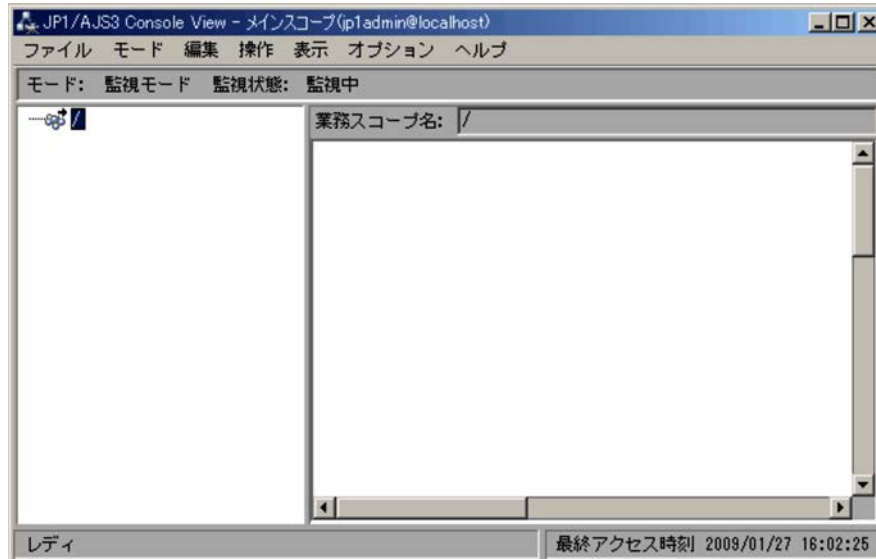 JP1/AJS3 Console View - メインスコープ(jp1admin@localhost)
ファイル モード 編集 操作 表示 オプション ヘルプ
モード: 監視モード 監視状態: 監視中
/
業務スコープ名: /
レディ
最終アクセス時刻 2009/01/27 16:02:25